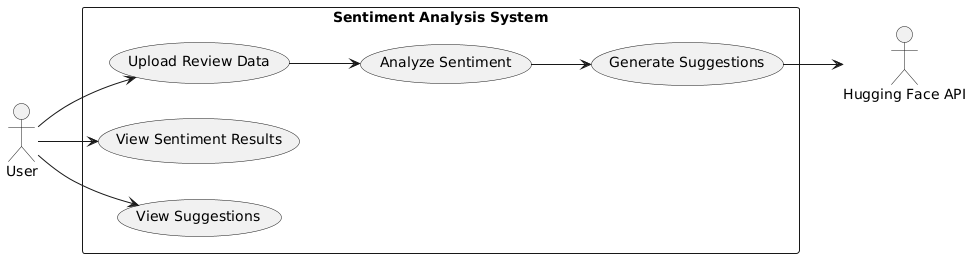 Sentiment Analysis System
Upload Review Data
Analyze Sentiment
Generate Suggestions
Hugging Face API
View Sentiment Results
User
View Suggestions